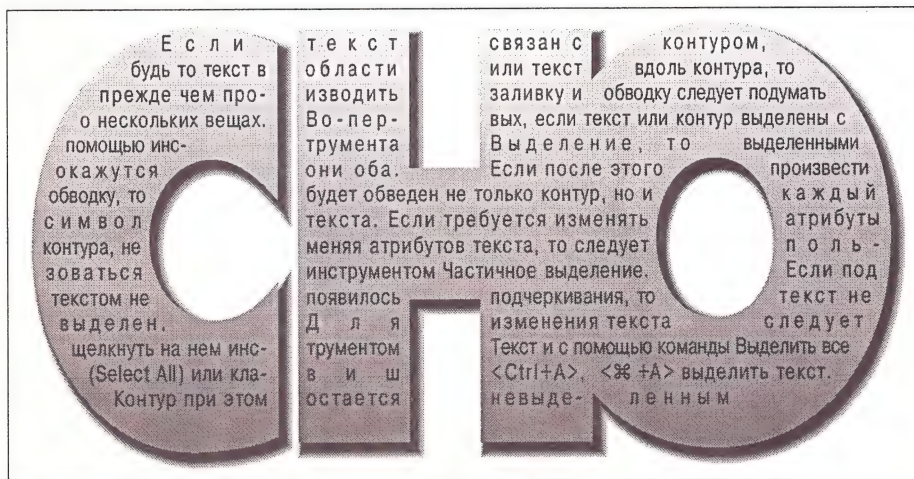 СНО
Если текст связан с контуром,
будь то текст в области или текст вдоль контура, то
прежде чем про- изводить заливку и обводку следует подумать
о нескольких вещах. Во-пер- вых, если текст или контур выделены с
помощью инс- трумента Выделение, то выделенными
окажутся они оба. Если после этого произвести
обводку, то будет обведен не только контур, но и каждый
символ текста. Если требуется изменять атрибуты
контура, не меняя атрибутов текста, то следует поль-
зоваться инструментом Частичное выделение. Если под
текстом не появилось подчеркивания, то текст не
выделен. Для изменения текста следует
щелкнуть на нем инс- трументом Текст и с помощью команды Выделить все
(Select All) или кла- виш <Ctrl+A>, <⌘+A> выделить текст.
Контур при этом остается невыде- ленным